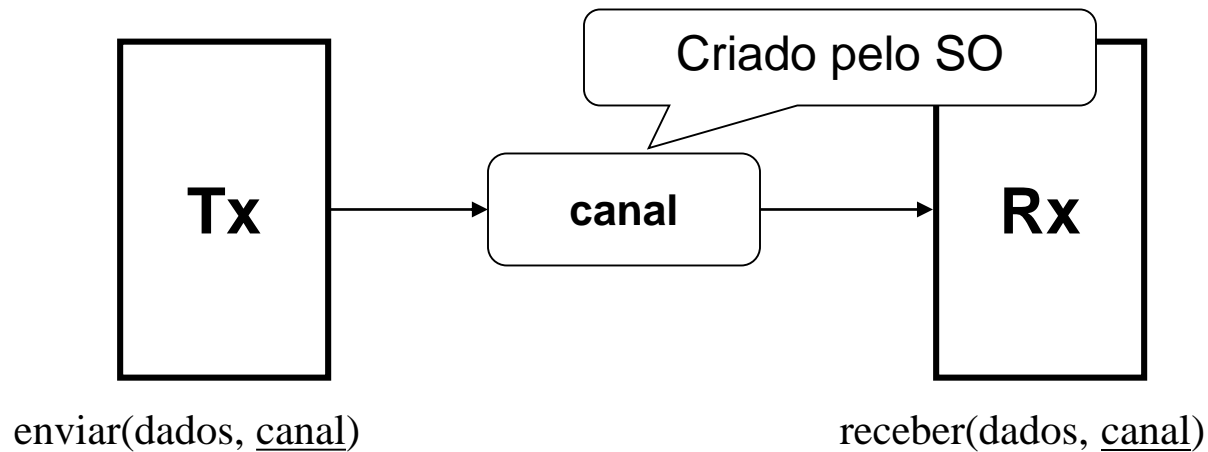 Criado pelo SO
Tx
canal
Rx
enviar(dados, canal)
receber(dados, canal)